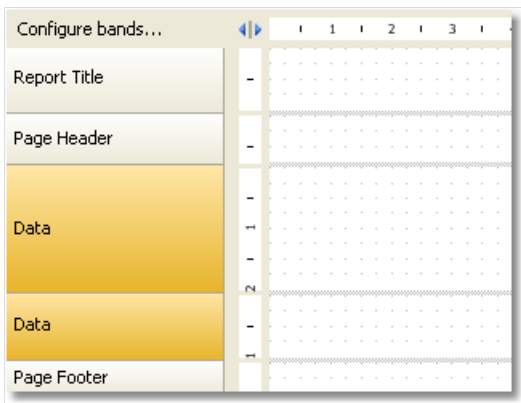 Configure bands...
1 2 3
Report Title
Page Header
Data
1
2
Data
1
Page Footer